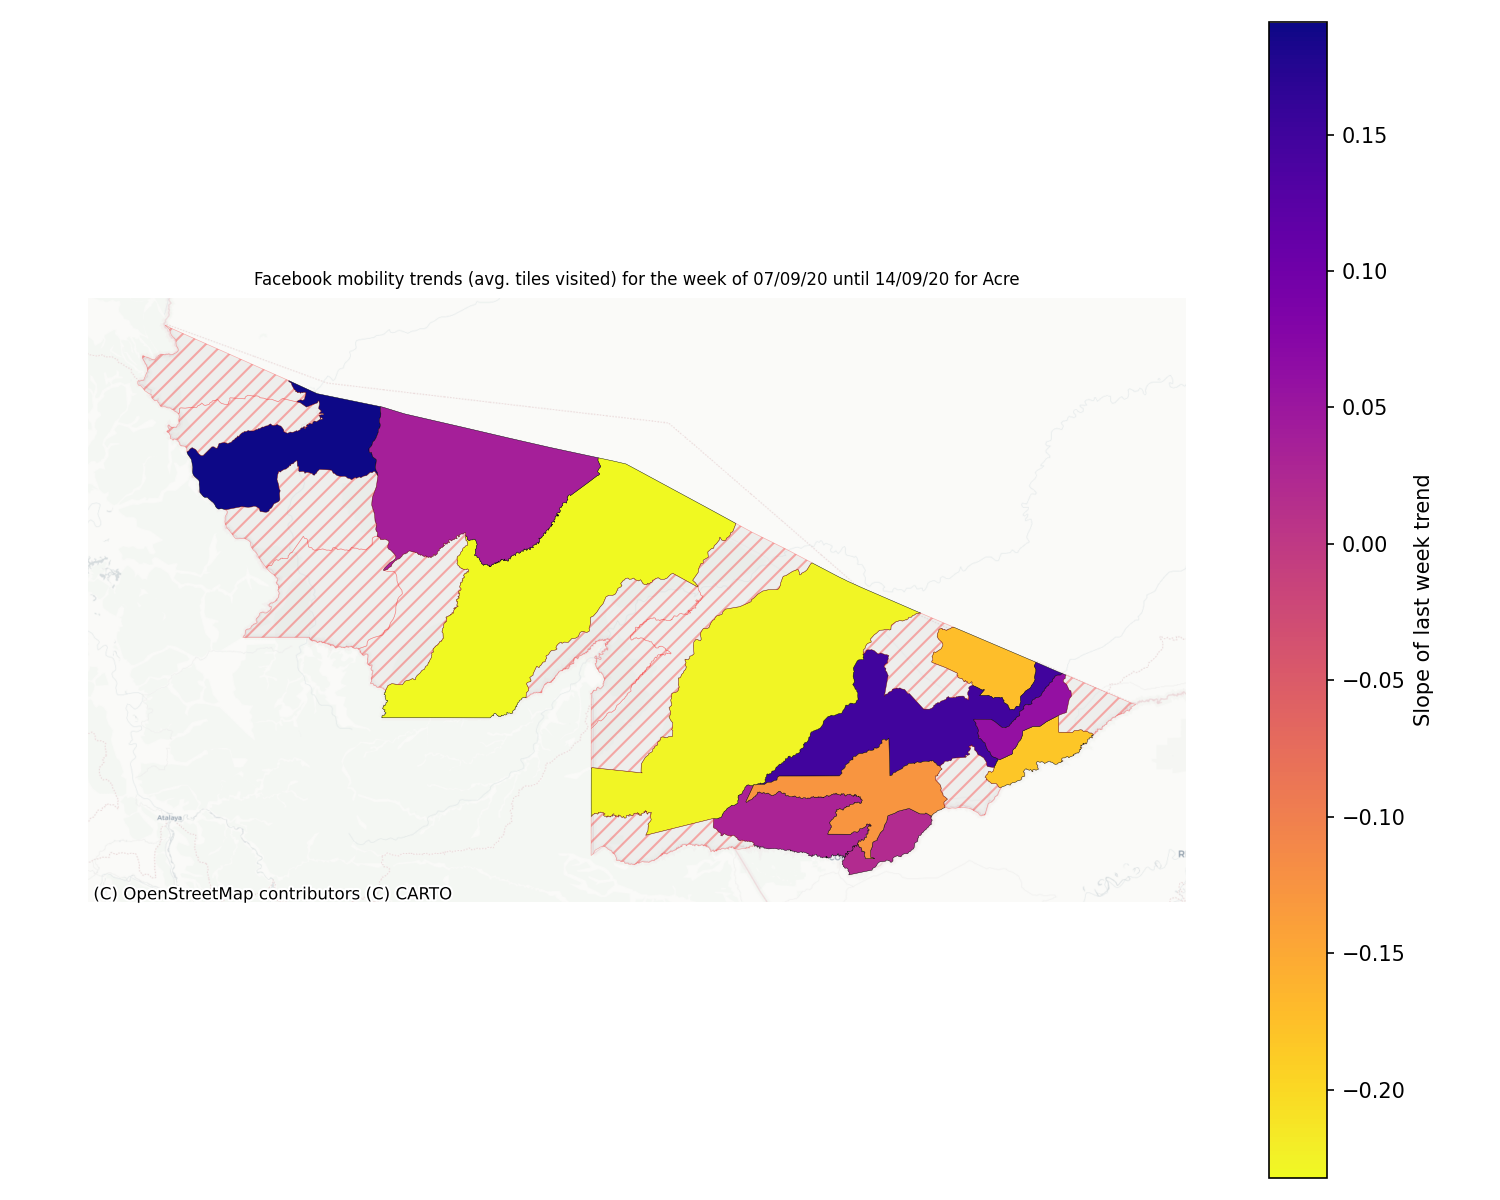 Facebook mobility trends (avg. tiles visited) for the week of 07/09/20 until 14/09/20 for Acre
Atalaya
(C) OpenStreetMap contributors (C) CARTO
0.15
0.10
0.05
0.00
−0.05
−0.10
−0.15
−0.20
Slope of last week trend